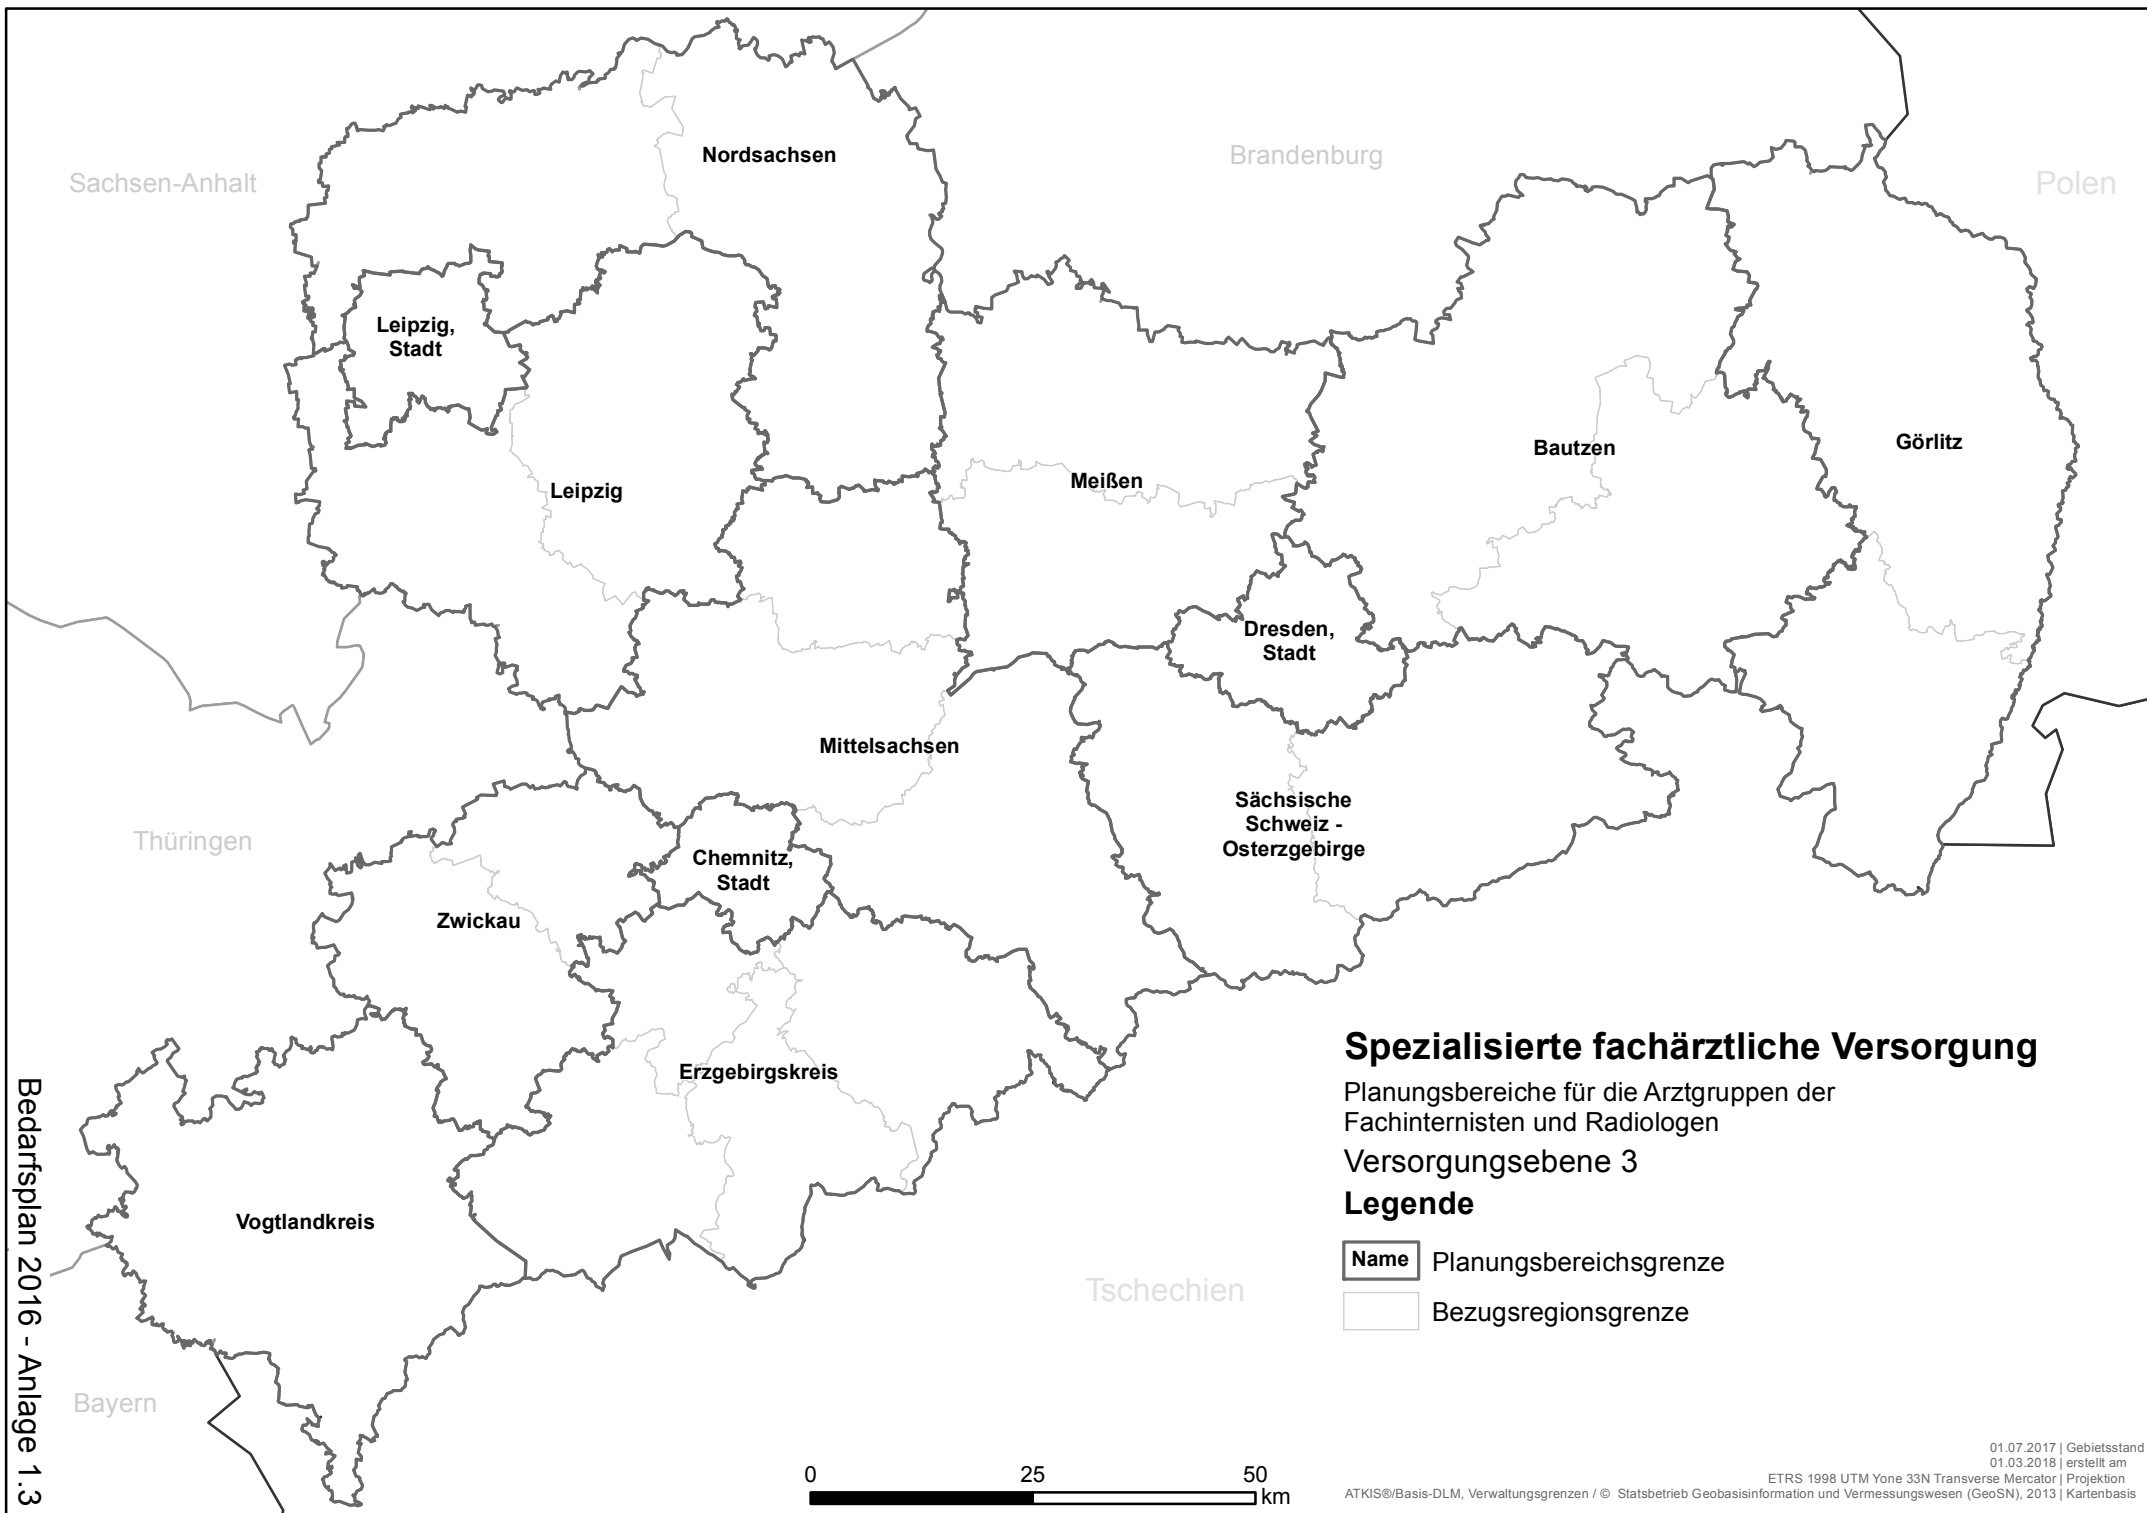 Nordsachsen
Brandenburg
Sachsen-Anhalt
Polen
Leipzig,
Stadt
Bautzen
Görlitz
Meißen
Leipzig
Dresden,
Stadt
Mittelsachsen
Sächsische
Schweiz -
Osterzgebirge
Thüringen
Chemnitz,
Stadt
Zwickau
Erzgebirgskreis
Vogtlandkreis
Tschechien
Bayern
Bedarfsplan 2016 - Anlage 1.3
Spezialisierte fachärztliche Versorgung
Planungsbereiche für die Arztgruppen der
Fachinternisten und Radiologen
Versorgungsebene 3
Legende
Name Planungsbereichsgrenze
Bezugsregionsgrenze
0 25 50
km
01.07.2017 | Gebietsstand
01.03.2018 | erstellt am
ETRS 1998 UTM Yone 33N Transverse Mercator | Projektion
ATKIS®/Basis-DLM, Verwaltungsgrenzen / © Statsbetrieb Geobasisinformation und Vermessungswesen (GeoSN), 2013 | Kartenbasis